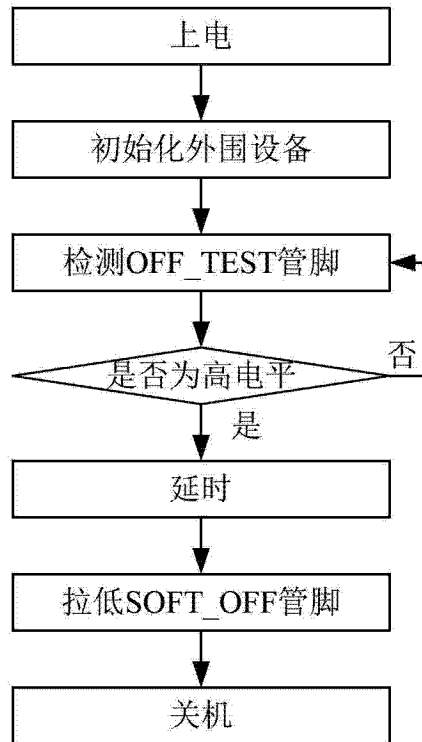 上电
初始化外围设备
检测OFF_TEST管脚
是否为高电平
否
是
延时
拉低SOFT_OFF管脚
关机